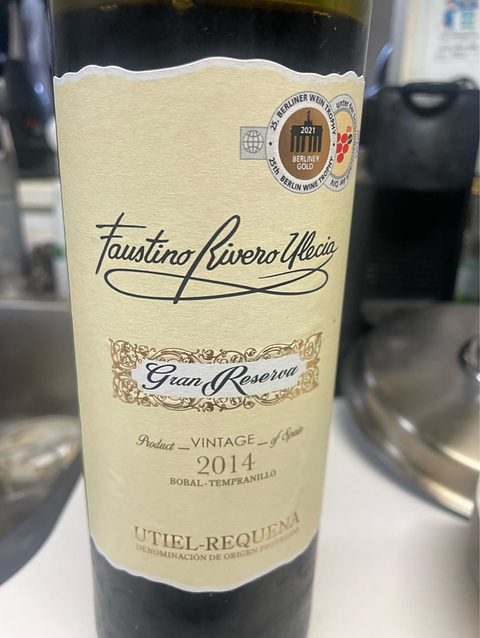 25. BERLINER WEIN TROPHY
2021
BERLINER
GOLD
25th BERLIN WINE TROPHY
Faustino Rivero Ulecia
Gran Reserva
Product _VINTAGE_ of Spain
2014
BOBAL-TEMPRANILLO
UTIEL-REQUENA
DENOMINACIÓN DE ORIGEN PROTEGIDA